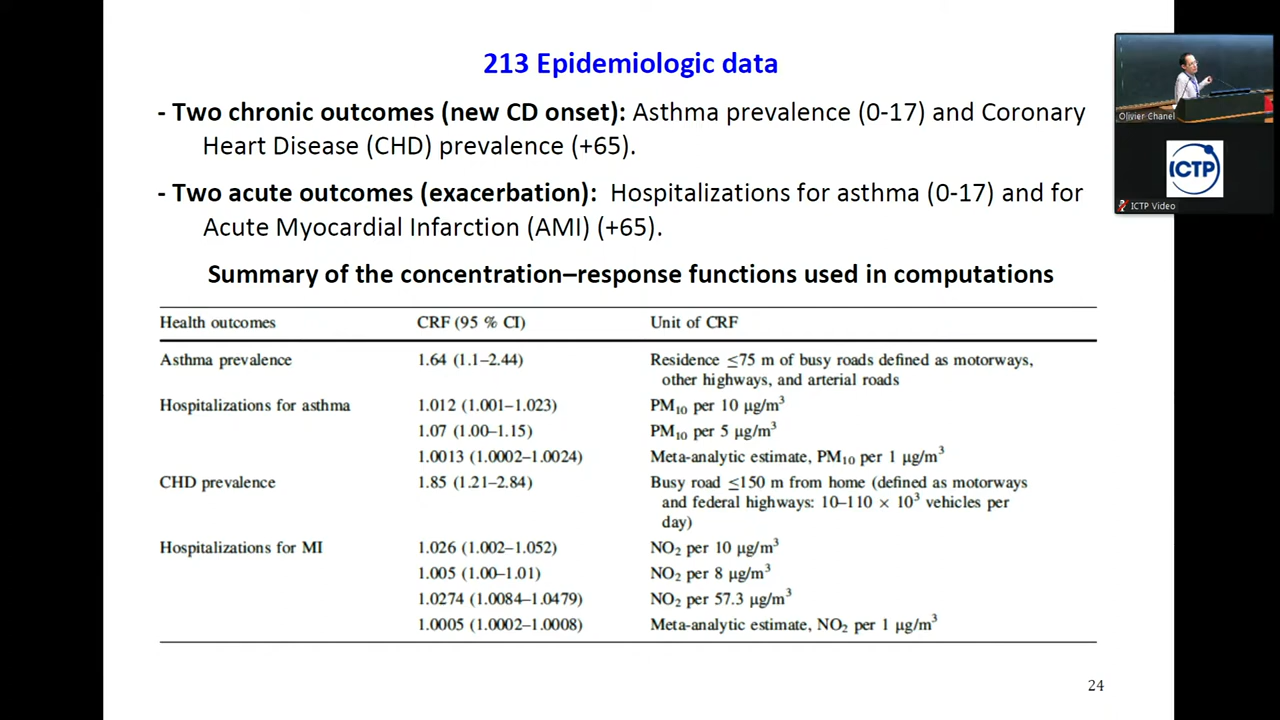 213 Epidemiologic data
- Two chronic outcomes (new CD onset): Asthma prevalence (0-17) and Coronary
Heart Disease (CHD) prevalence (+65).
- Two acute outcomes (exacerbation): Hospitalizations for asthma (0-17) and for
Acute Myocardial Infarction (AMI) (+65).
Summary of the concentration–response functions used in computations
Health outcomes CRF (95 % CI) Unit of CRF
Asthma prevalence 1.64 (1.1–2.44) Residence ≤75 m of busy roads defined as motorways,
other highways, and arterial roads
Hospitalizations for asthma 1.012 (1.001–1.023) PM₁₀ per 10 μg/m³
1.07 (1.00–1.15) PM₁₀ per 5 μg/m³
1.0013 (1.0002–1.0024) Meta-analytic estimate, PM₁₀ per 1 μg/m³
CHD prevalence 1.85 (1.21–2.84) Busy road ≤150 m from home (defined as motorways
and federal highways: 10–110 × 10³ vehicles per
day)
Hospitalizations for MI 1.026 (1.002–1.052) NO₂ per 10 μg/m³
1.005 (1.00–1.01) NO₂ per 8 μg/m³
1.0274 (1.0084–1.0479) NO₂ per 57.3 μg/m³
1.0005 (1.0002–1.0008) Meta-analytic estimate, NO₂ per 1 μg/m³
24
Olivier Chanel
ICTP
ICTP Video